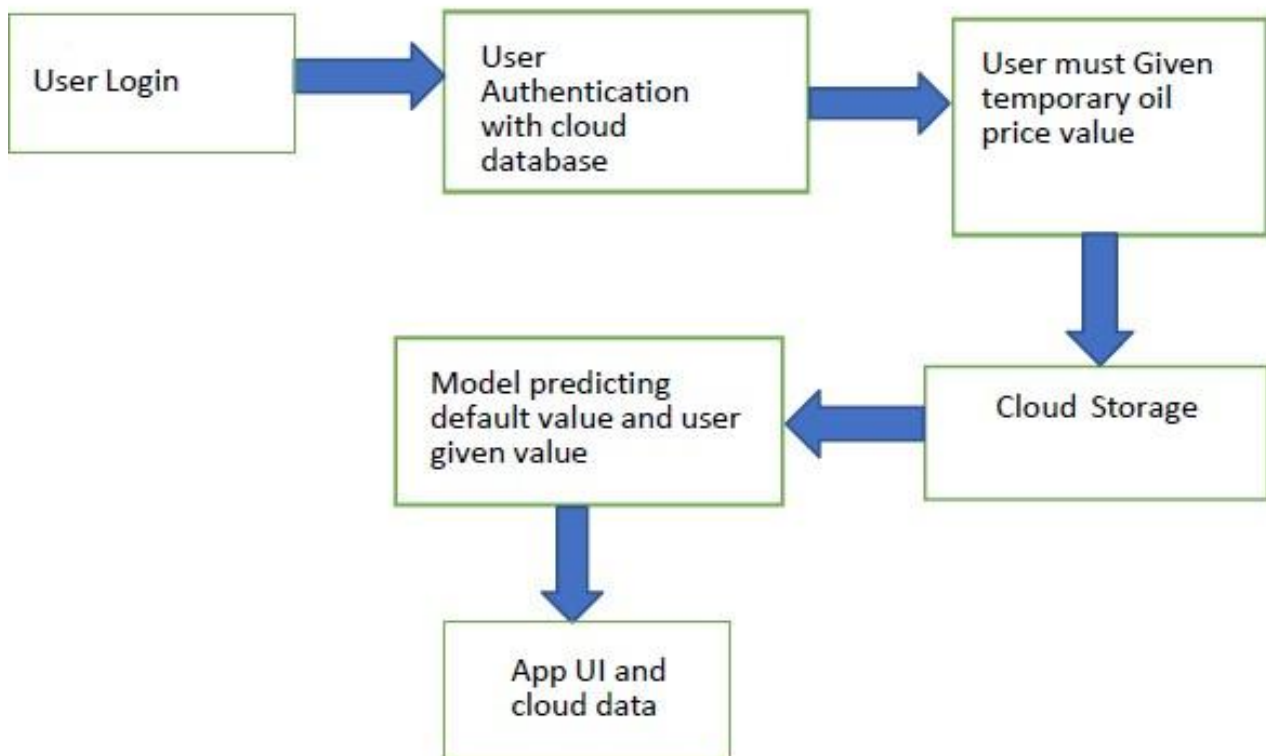 User Login
User
Authentication
with cloud
database
User must Given
temporary oil
price value
Cloud Storage
Model predicting
default value and user
given value
App UI and
cloud data